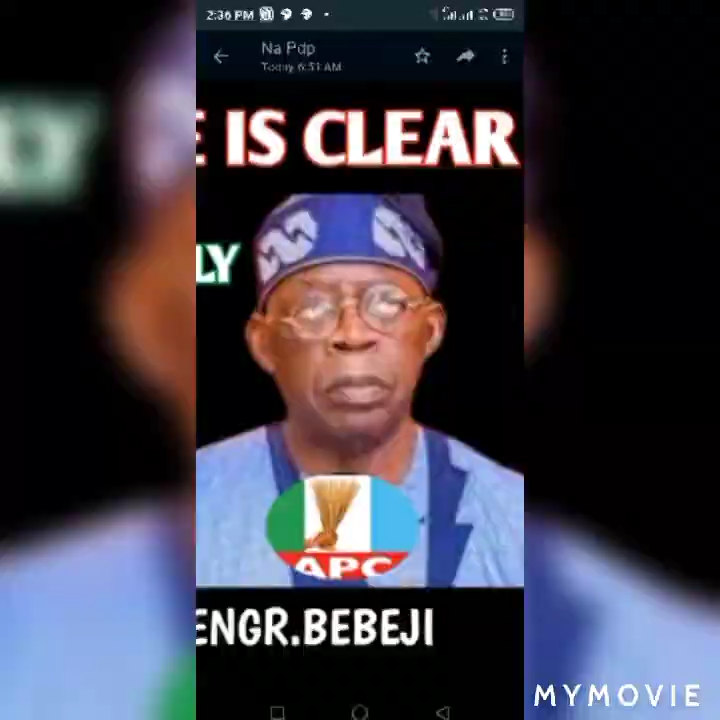 2:36 PM
Na Pdp
Today 6:51 AM
E IS CLEAR
LY
APC
ENGR.BEBEJI
MYMOVIE